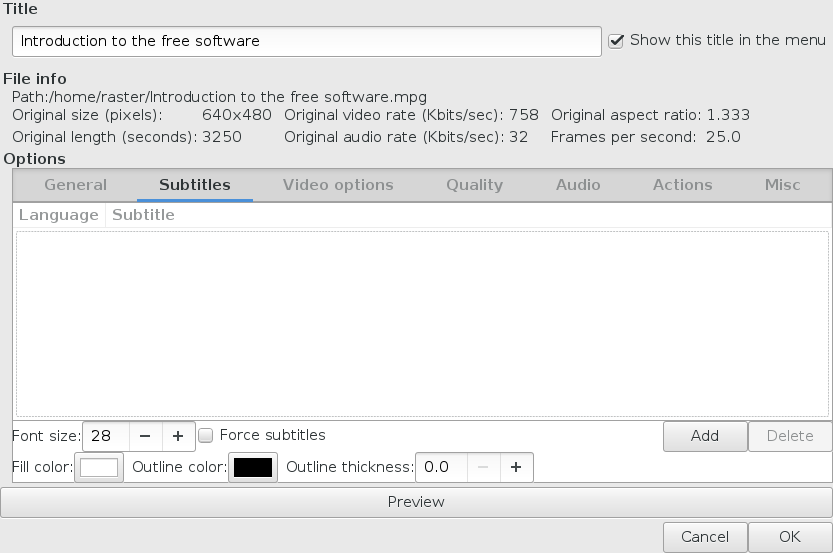 Title
Introduction to the free software Show this title in the menu
File info
Path:/home/raster/Introduction to the free software.mpg
Original size (pixels): 640x480 Original video rate (Kbits/sec): 758 Original aspect ratio: 1.333
Original length (seconds): 3250 Original audio rate (Kbits/sec): 32 Frames per second: 25.0
Options
General Subtitles Video options Quality Audio Actions Misc
Language Subtitle
Font size: 28 − + Force subtitles Add Delete
Fill color: Outline color: Outline thickness: 0.0 − +
Preview
Cancel OK